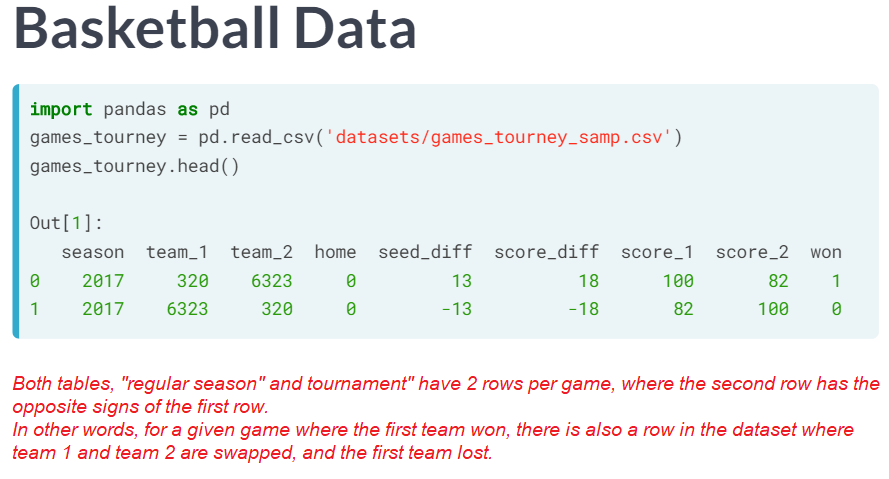 Basketball Data
import pandas as pd
games_tourney = pd.read_csv('datasets/games_tourney_samp.csv')
games_tourney.head()
Out[1]:
season team_1 team_2 home seed_diff score_diff score_1 score_2 won
0 2017 320 6323 0 13 18 100 82 1
1 2017 6323 320 0 -13 -18 82 100 0
Both tables, "regular season" and tournament" have 2 rows per game, where the second row has the
opposite signs of the first row.
In other words, for a given game where the first team won, there is also a row in the dataset where
team 1 and team 2 are swapped, and the first team lost.